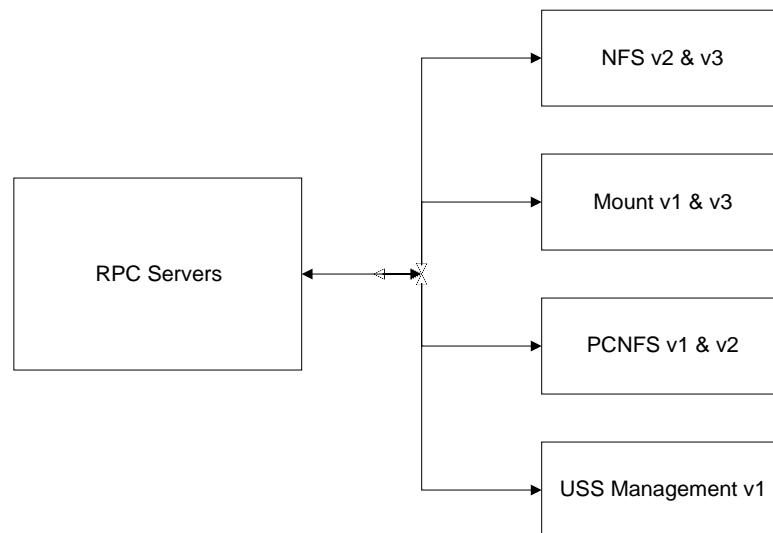 NFS v2 & v3
Mount v1 & v3
RPC Servers
PCNFS v1 & v2
USS Management v1